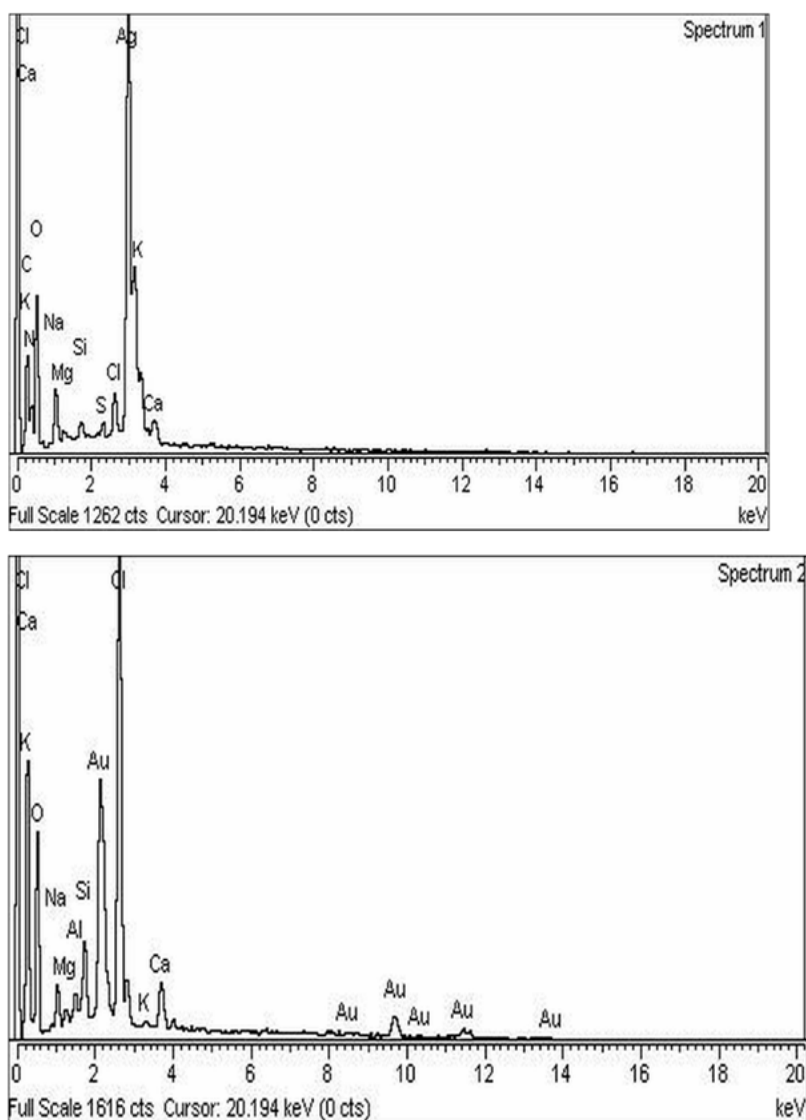 Spectrum 1
Cl
Ag
Ca
O
K
C
K
Na
N
Si
Mg
Cl
S
Ca
0 2 4 6 8 10 12 14 16 18 20
Full Scale 1262 cts Cursor: 20.194 keV (0 cts) keV
Spectrum 2
Cl
Cl
Ca
K
Au
O
Na
Si
Al
Mg
Ca
K
Au
Au
Au
Au
Au
0 2 4 6 8 10 12 14 16 18 20
Full Scale 1616 cts Cursor: 20.194 keV (0 cts) keV